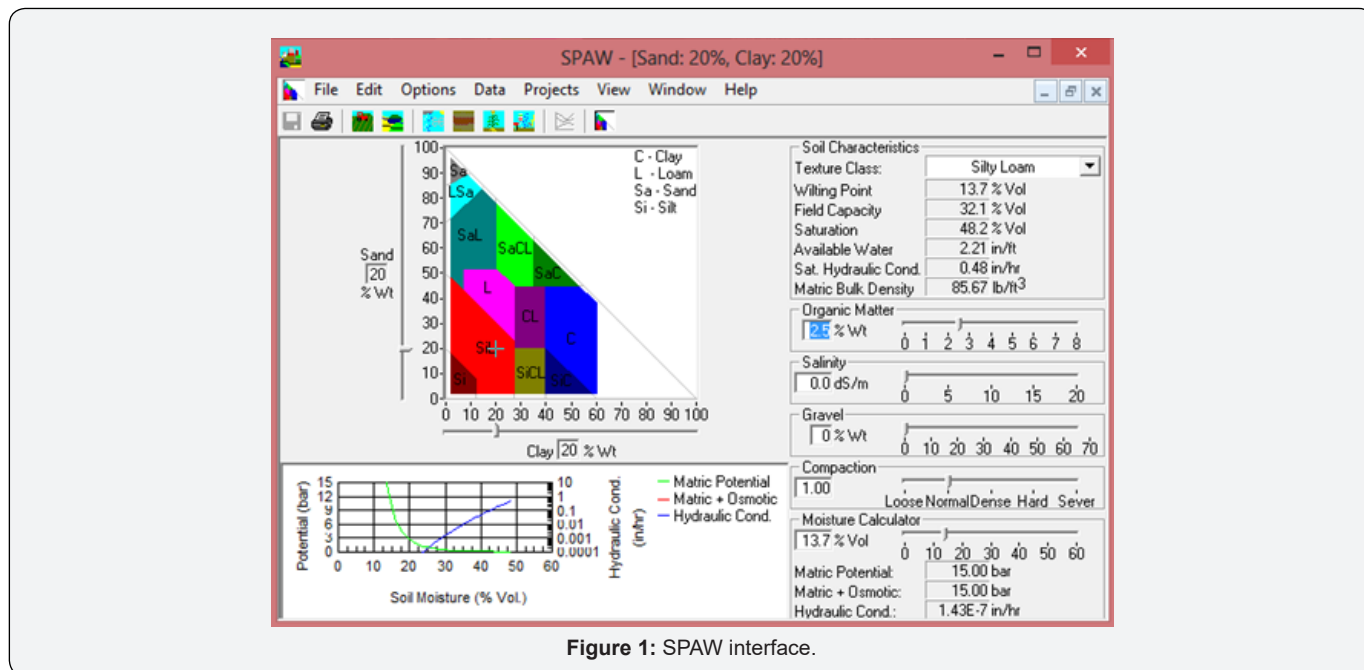 SPAW - [Sand: 20%, Clay: 20%]
File Edit Options Data Projects View Window Help
C - Clay
L - Loam
Sa - Sand
Si - Silt
100
90
80
70
60
50
40
30
20
10
0
Sand
20
% Wt
Sa
LSa
SaL
SaCL
SaC
L
CL
C
SiL
Si
SiCL
SiC
0 10 20 30 40 50 60 70 80 90 100
Clay 20 % Wt
Soil Characteristics
Texture Class: Silty Loam
Wilting Point 13.7 % Vol
Field Capacity 32.1 % Vol
Saturation 48.2 % Vol
Available Water 2.21 in/ft
Sat. Hydraulic Cond. 0.48 in/hr
Matric Bulk Density 85.67 lb/ft3
Organic Matter
2.5 % Wt
0 1 2 3 4 5 6 7 8
Salinity
0.0 dS/m
0 5 10 15 20
Gravel
0 % Wt
0 10 20 30 40 50 60 70
Compaction
1.00
Loose Normal Dense Hard Sever
Moisture Calculator
13.7 % Vol
0 10 20 30 40 50 60
Matric Potential: 15.00 bar
Matric + Osmotic: 15.00 bar
Hydraulic Cond.: 1.43E-7 in/hr
Potential (bar)
15
12
9
6
3
0
10
1
0.1
0.01
0.001
0.0001
Hydraulic Cond.
(in/hr)
Matric Potential
Matric + Osmotic
Hydraulic Cond.
0 10 20 30 40 50 60
Soil Moisture (% Vol.)
Figure 1: SPAW interface.